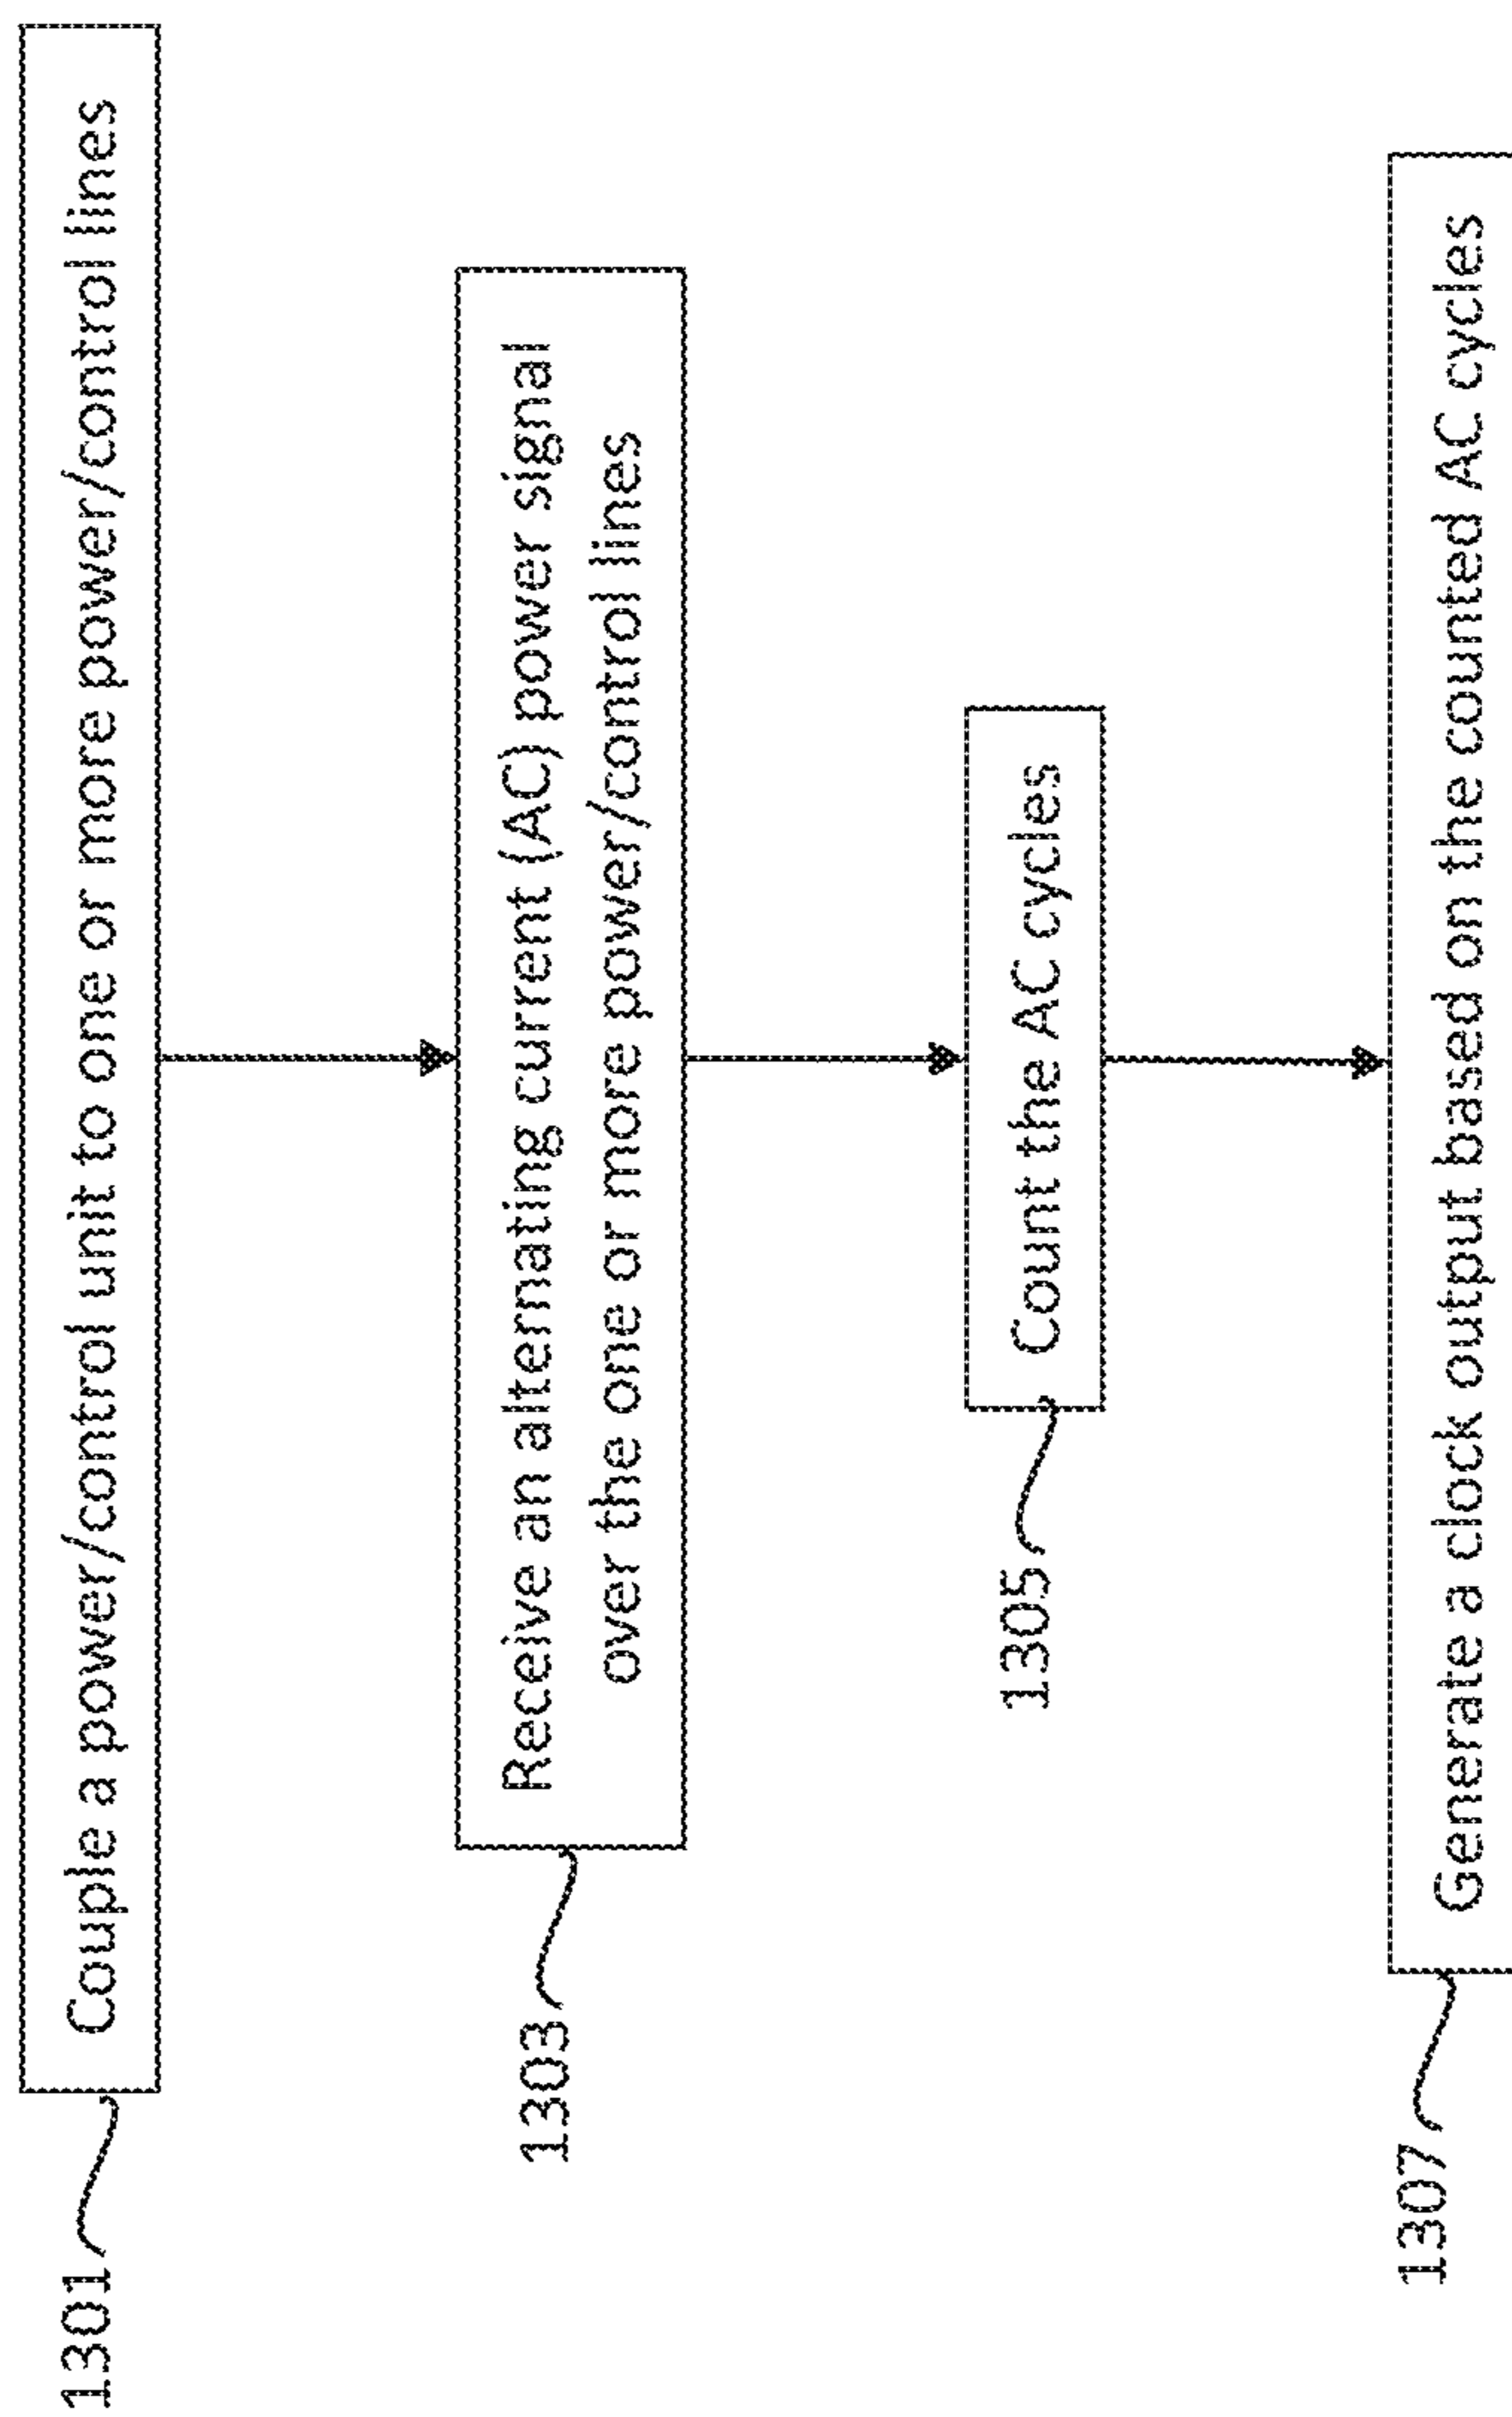 1301
Couple a power/control unit to one or more power/control lines
1303
Receive an alternating current (AC) power signal
over the one or more power/control lines
1305
Count the AC cycles
1307
Generate a clock output based on the counted AC cycles